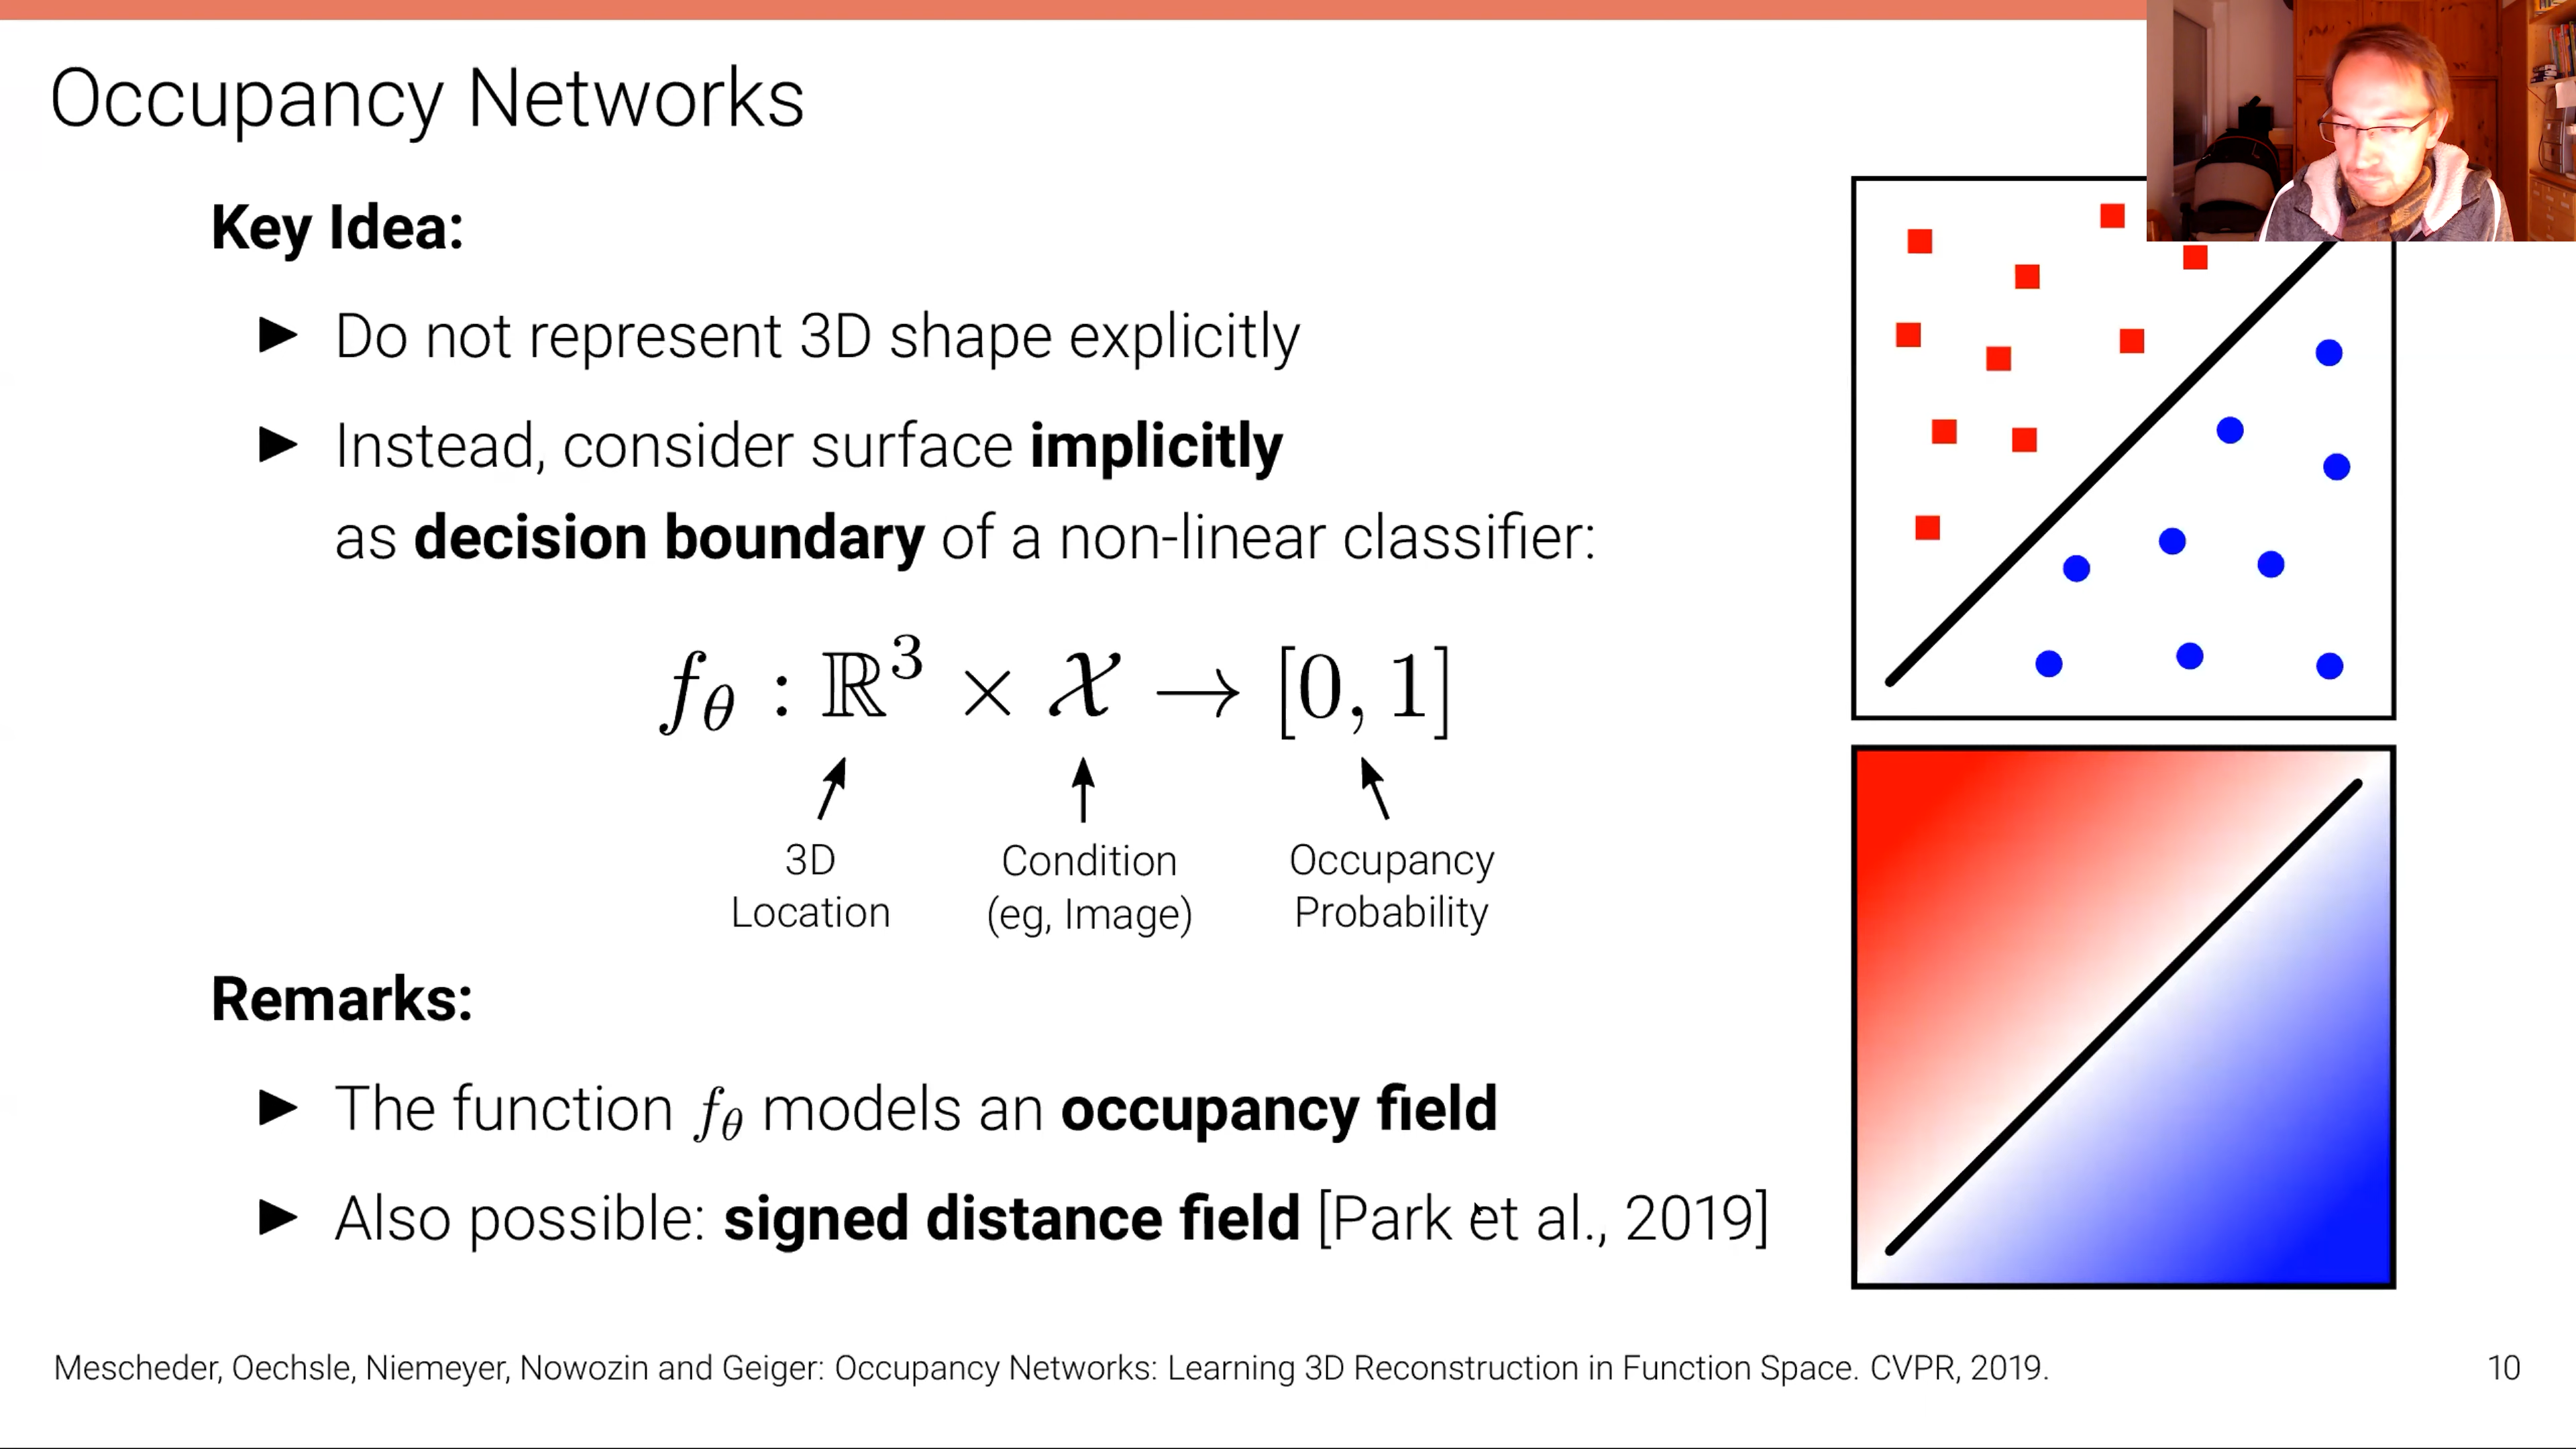 Occupancy Networks
Key Idea:
▶ Do not represent 3D shape explicitly
▶ Instead, consider surface implicitly
as decision boundary of a non-linear classifier:
f_θ : ℝ³ × 𝒳 → [0, 1]
3D Location
Condition (eg, Image)
Occupancy Probability
Remarks:
▶ The function f_θ models an occupancy field
▶ Also possible: signed distance field [Park et al., 2019]
Mescheder, Oechsle, Niemeyer, Nowozin and Geiger: Occupancy Networks: Learning 3D Reconstruction in Function Space. CVPR, 2019.
10